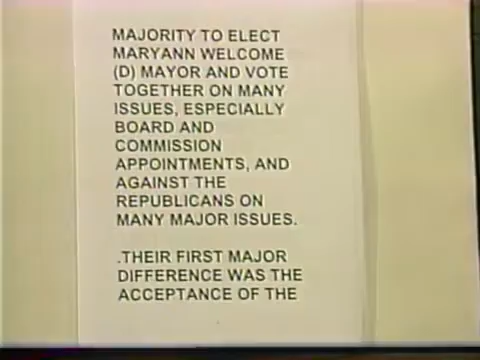 MAJORITY TO ELECT
MARYANN WELCOME
(D) MAYOR AND VOTE
TOGETHER ON MANY
ISSUES, ESPECIALLY
BOARD AND
COMMISSION
APPOINTMENTS, AND
AGAINST THE
REPUBLICANS ON
MANY MAJOR ISSUES.
.THEIR FIRST MAJOR
DIFFERENCE WAS THE
ACCEPTANCE OF THE